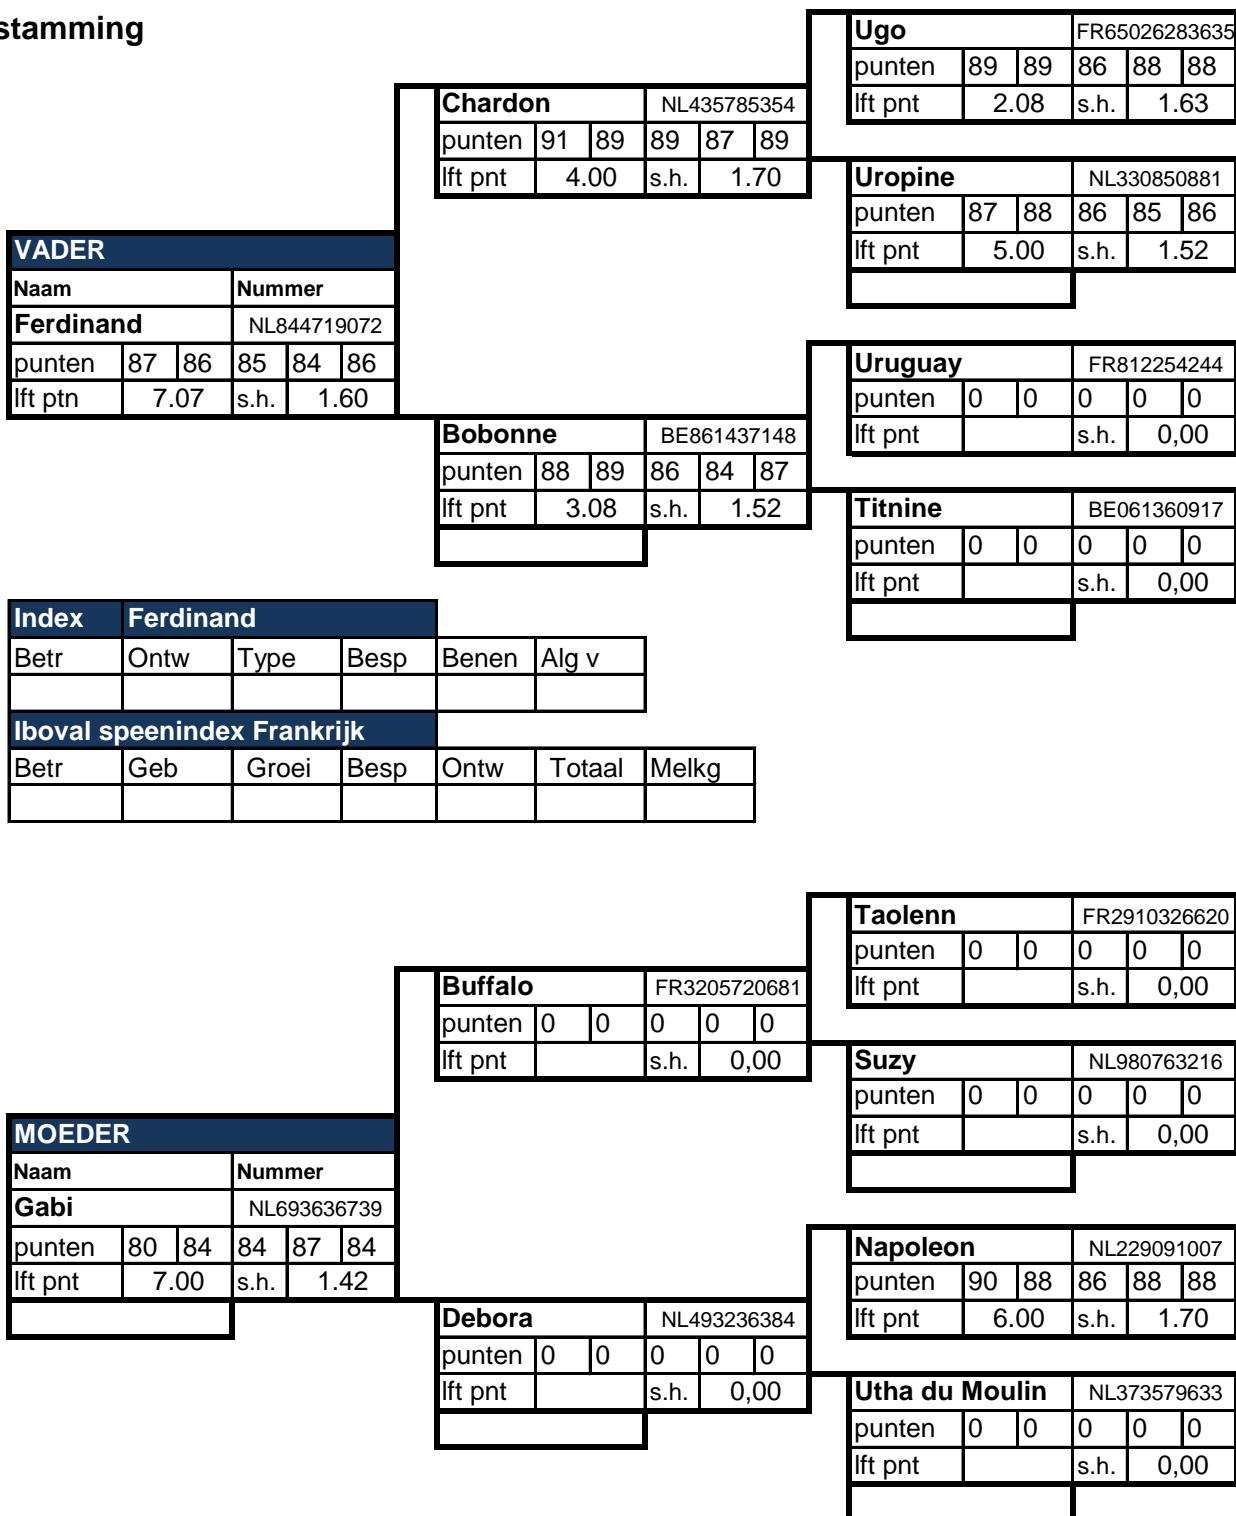 stamming
Ugo FR65026283635
punten 89 89 86 88 88
lft pnt 2.08 s.h. 1.63
Chardon NL435785354
punten 91 89 89 87 89
lft pnt 4.00 s.h. 1.70
Uropine NL330850881
punten 87 88 86 85 86
lft pnt 5.00 s.h. 1.52
VADER
Naam Nummer
Ferdinand NL844719072
punten 87 86 85 84 86
lft ptn 7.07 s.h. 1.60
Uruguay FR812254244
punten 0 0 0 0 0
lft pnt s.h. 0,00
Bobonne BE861437148
punten 88 89 86 84 87
lft pnt 3.08 s.h. 1.52
Titnine BE061360917
punten 0 0 0 0 0
lft pnt s.h. 0,00
Index Ferdinand
Betr Ontw Type Besp Benen Alg v
Iboval speenindex Frankrijk
Betr Geb Groei Besp Ontw Totaal Melkg
Taolenn FR2910326620
punten 0 0 0 0 0
lft pnt s.h. 0,00
Buffalo FR3205720681
punten 0 0 0 0 0
lft pnt s.h. 0,00
Suzy NL980763216
punten 0 0 0 0 0
lft pnt s.h. 0,00
MOEDER
Naam Nummer
Gabi NL693636739
punten 80 84 84 87 84
lft pnt 7.00 s.h. 1.42
Napoleon NL229091007
punten 90 88 86 88 88
lft pnt 6.00 s.h. 1.70
Debora NL493236384
punten 0 0 0 0 0
lft pnt s.h. 0,00
Utha du Moulin NL373579633
punten 0 0 0 0 0
lft pnt s.h. 0,00